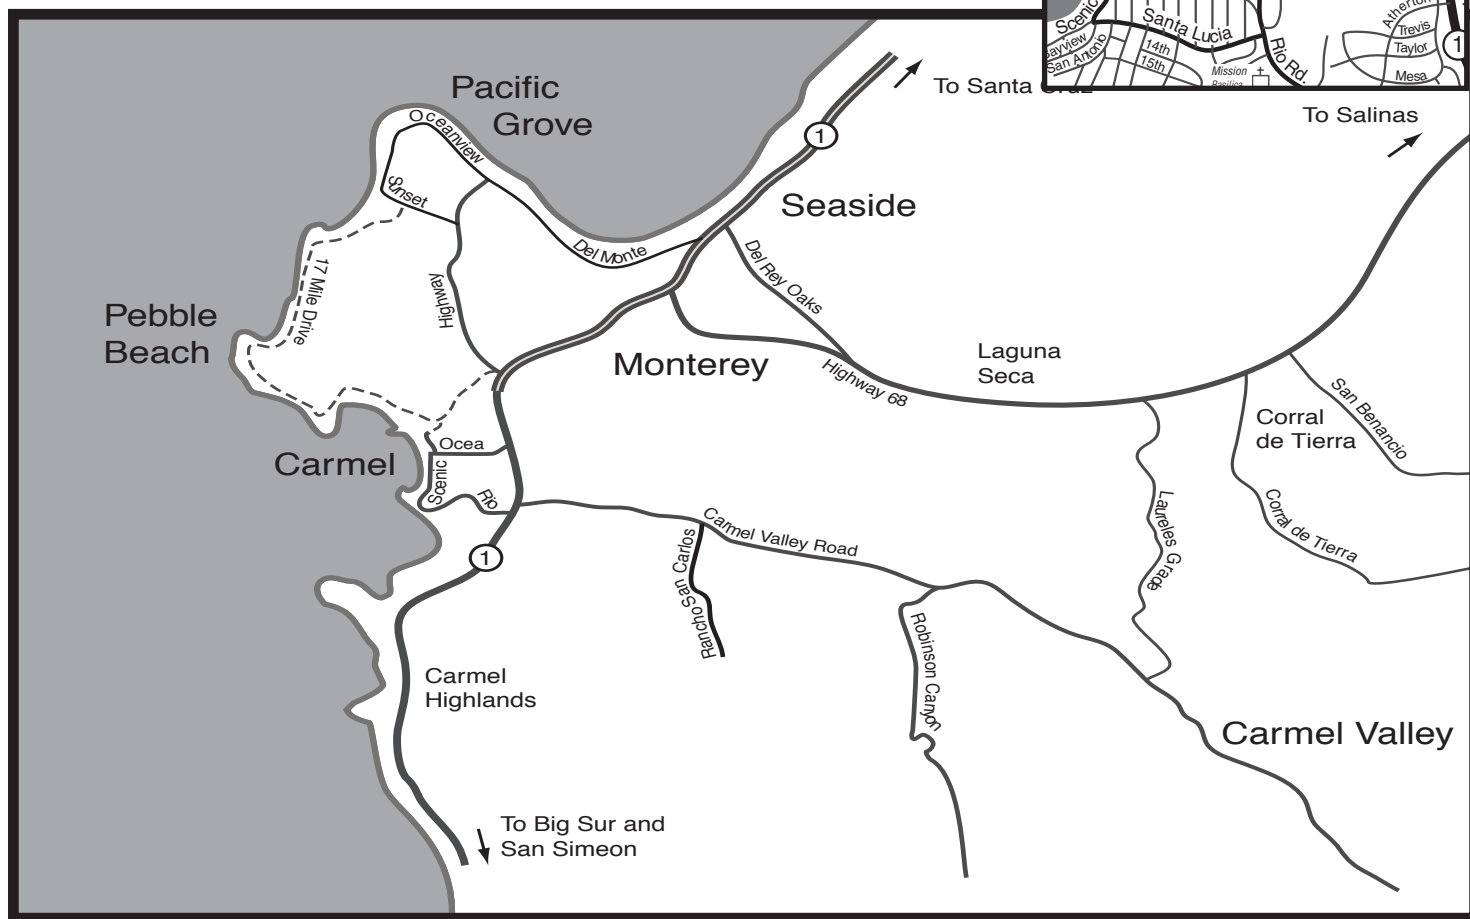 Scenic
Santa Lucia
San Antonio
14th
15th
Mission
Rio Rd.
Atherton
Trevis
Taylor
Mesa
1
Pacific
Grove
Oceanview
Sunset
To Santa
To Salinas
1
Seaside
Del Monte
Del Rey Oaks
17 Mile Drive
Highway
Pebble
Beach
Monterey
Highway 68
Laguna
Seca
San Benancio
Corral
de Tierra
Corral de Tierra
Laureles Grade
Carmel
Ocea
Scenic
Rio
1
Carmel Valley Road
Rancho San Carlos
Robinson Canyon
Carmel
Highlands
Carmel Valley
To Big Sur and
San Simeon